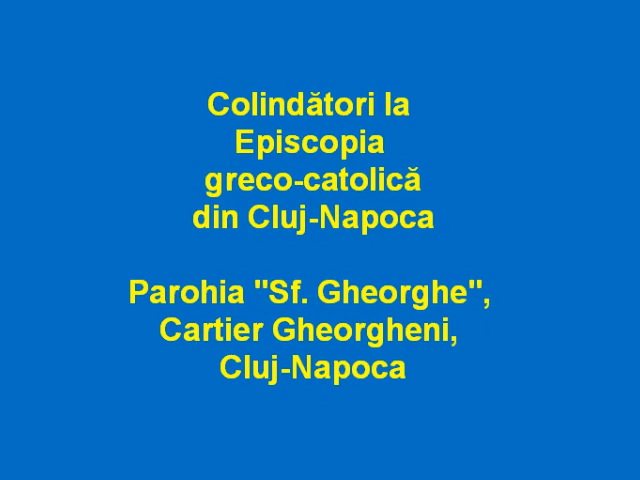 Colindători la
Episcopia
greco-catolică
din Cluj-Napoca
Parohia "Sf. Gheorghe",
Cartier Gheorgheni,
Cluj-Napoca